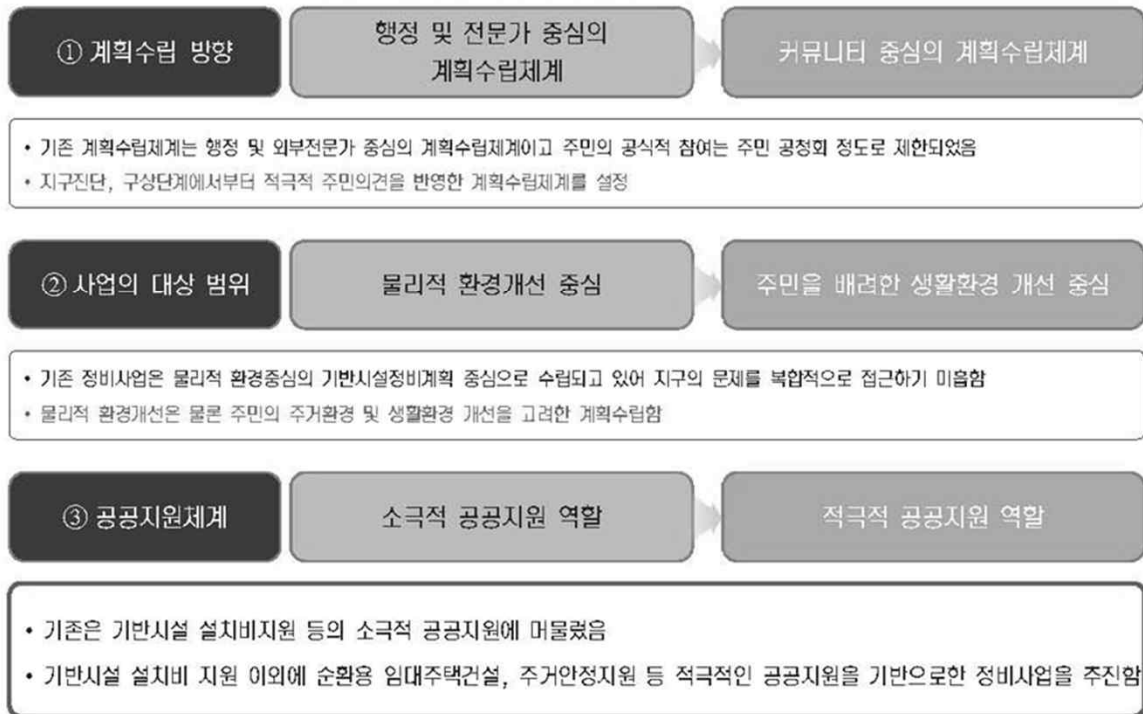 ① 계획수립 방향
행정 및 전문가 중심의
계획수립체계
커뮤니티 중심의 계획수립체계
• 기존 계획수립체계는 행정 및 외부전문가 중심의 계획수립체계이고 주민의 공식적 참여는 주민 공청회 정도로 제한되었음
• 지구진단, 구상단계에서부터 적극적 주민의견을 반영한 계획수립체계를 설정
② 사업의 대상 범위
물리적 환경개선 중심
주민을 배려한 생활환경 개선 중심
• 기존 정비사업은 물리적 환경중심의 기반시설정비계획 중심으로 수립되고 있어 지구의 문제를 복합적으로 접근하기 미흡함
• 물리적 환경개선은 물론 주민의 주거환경 및 생활환경 개선을 고려한 계획수립함
③ 공공지원체계
소극적 공공지원 역할
적극적 공공지원 역할
• 기존은 기반시설 설치비지원 등의 소극적 공공지원에 머물렀음
• 기반시설 설치비 지원 이외에 순환용 임대주택건설, 주거안정지원 등 적극적인 공공지원을 기반으로한 정비사업을 추진함